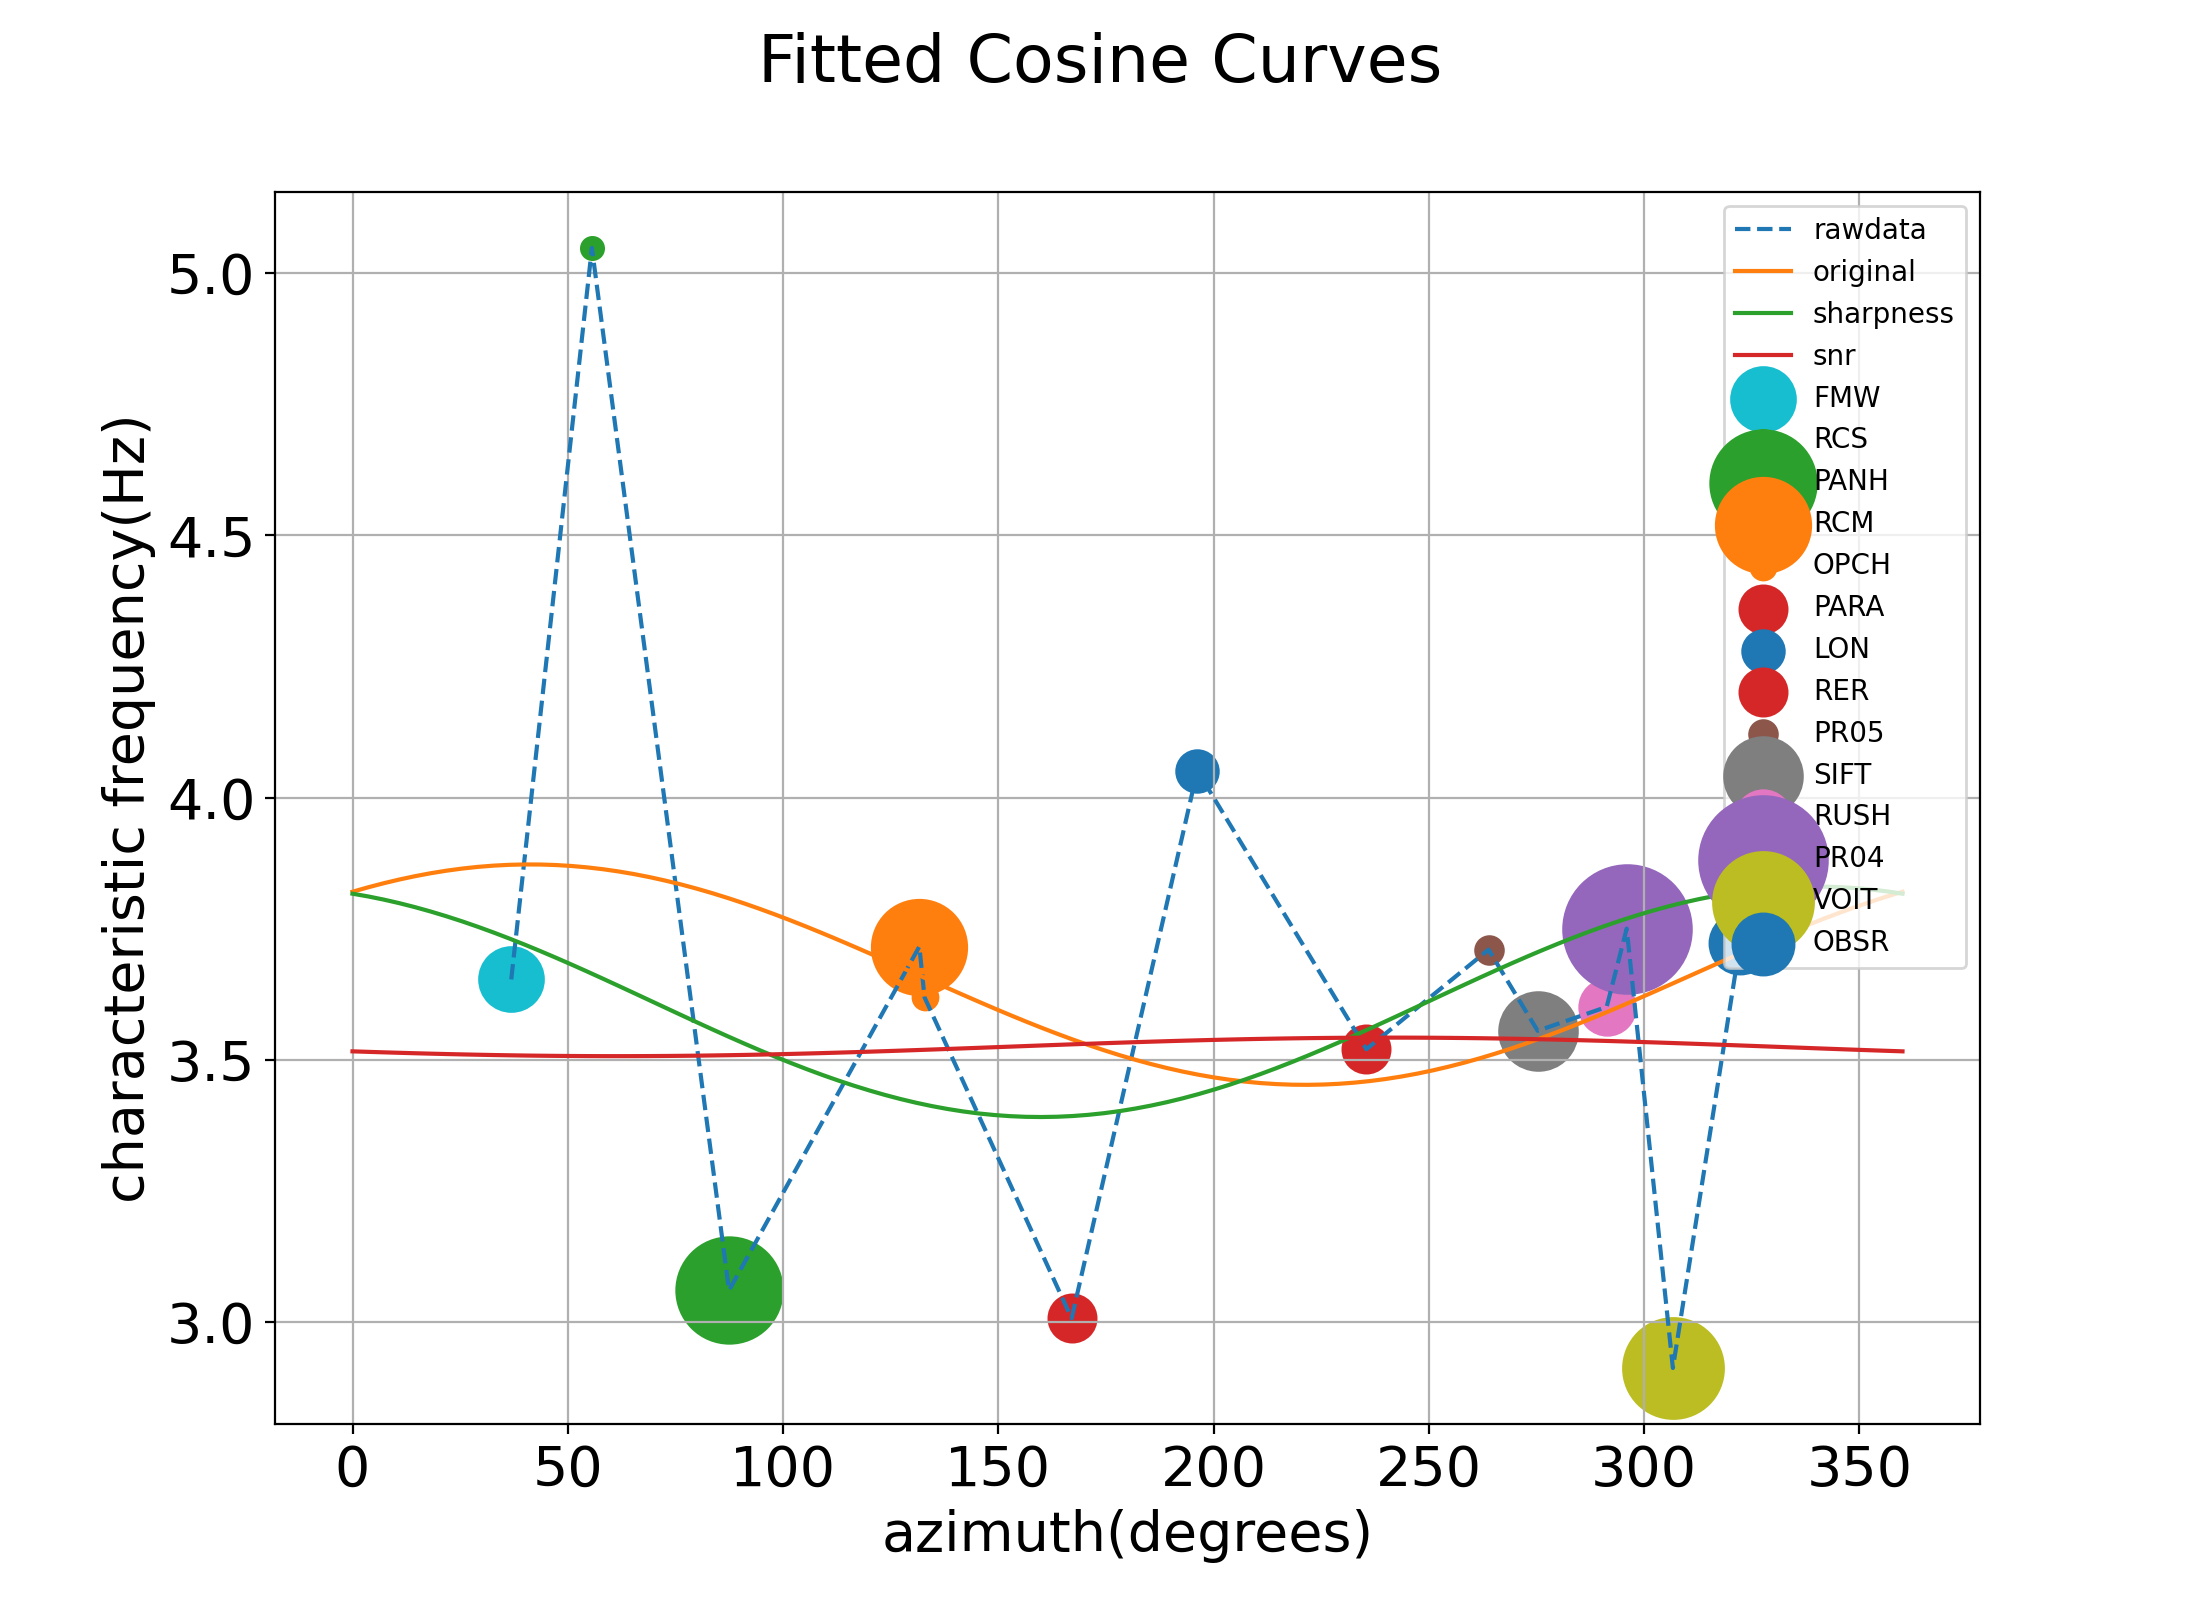 Fitted Cosine Curves
characteristic frequency(Hz)
5.0
4.5
4.0
3.5
3.0
rawdata
original
sharpness
snr
FMW
RCS
PANH
RCM
OPCH
PARA
LON
RER
PR05
SIFT
RUSH
PR04
VOIT
OBSR
0 50 100 150 200 250 300 350
azimuth(degrees)